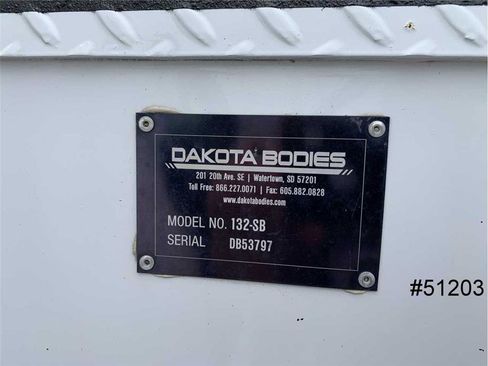 DAKOTA BODIES
201 20th Ave. SE | Watertown, SD 57201
Toll Free: 866.227.0071 | Fax: 605.882.0828
www.dakotabodies.com
MODEL NO. 132-SB
SERIAL DB53797
#51203